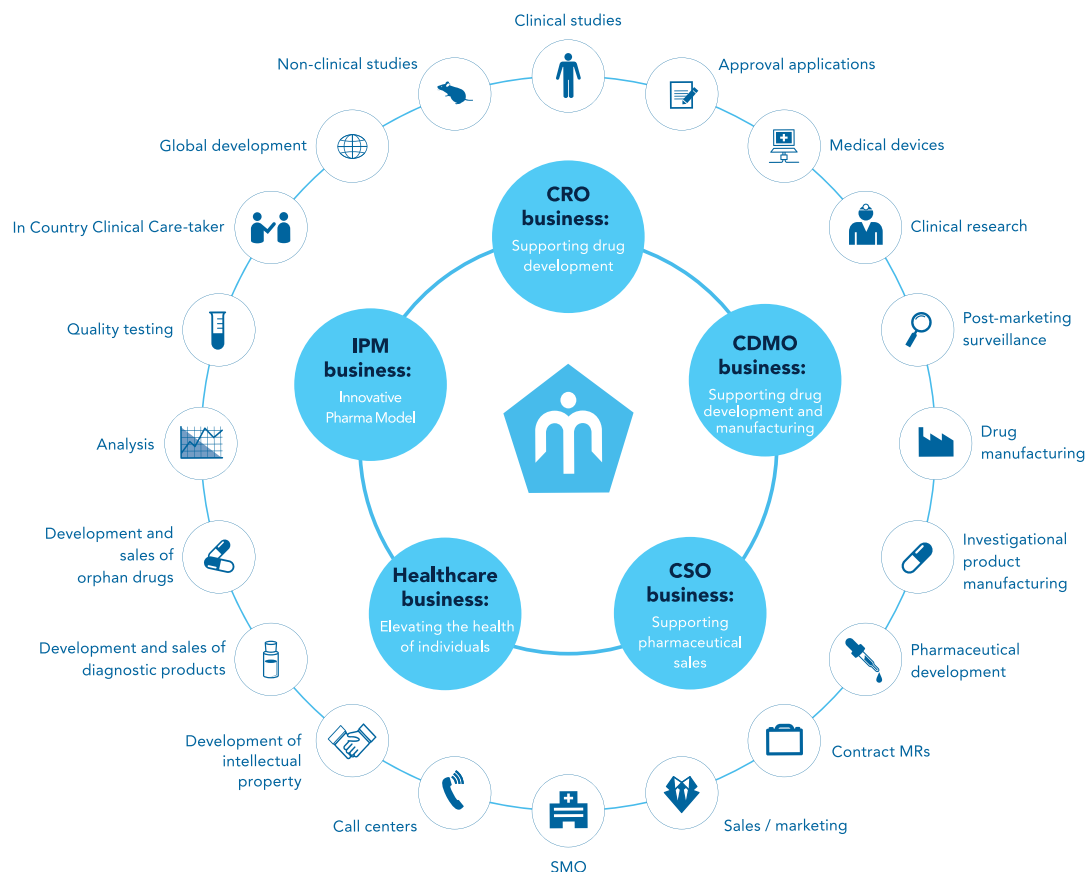 Clinical studies
Non-clinical studies
Approval applications
Global development
Medical devices
In Country Clinical Care-taker
Clinical research
Quality testing
Post-marketing
surveillance
Analysis
Drug
manufacturing
Development and
sales of
orphan drugs
Investigational
product
manufacturing
Development and sales of
diagnostic products
Pharmaceutical
development
Development of
intellectual
property
Contract MRs
Call centers
Sales / marketing
SMO
CRO
business:
Supporting drug
development
IPM
business:
Innovative
Pharma Model
CDMO
business:
Supporting drug
development and
manufacturing
Healthcare
business:
Elevating the health
of individuals
CSO
business:
Supporting
pharmaceutical
sales